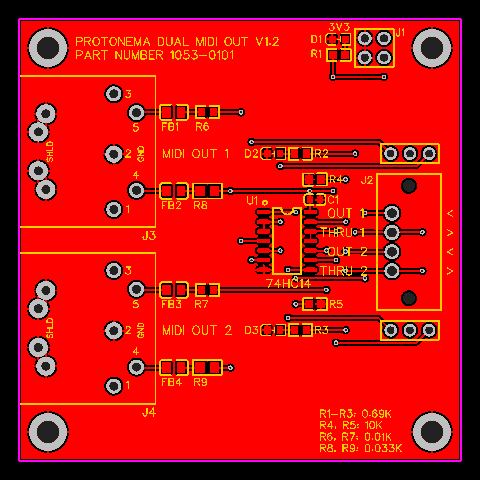 PROTONEMA DUAL MIDI OUT V1.2
PART NUMBER 1053-0101
3V3
D1
J1
R1
3
5
SHLD
2
GND
4
1
FB1
R6
MIDI OUT 1
D2
R2
FB2
R8
R4
J2
U1
C1
OUT 1 <
THRU 1 >
OUT 2 <
THRU 2 >
74HC14
J3
3
5
SHLD
2
GND
4
1
FB3
R7
R5
MIDI OUT 2
D3
R3
FB4
R9
J4
R1-R3: 0.69K
R4, R5: 10K
R6, R7: 0.01K
R8, R9: 0.033K